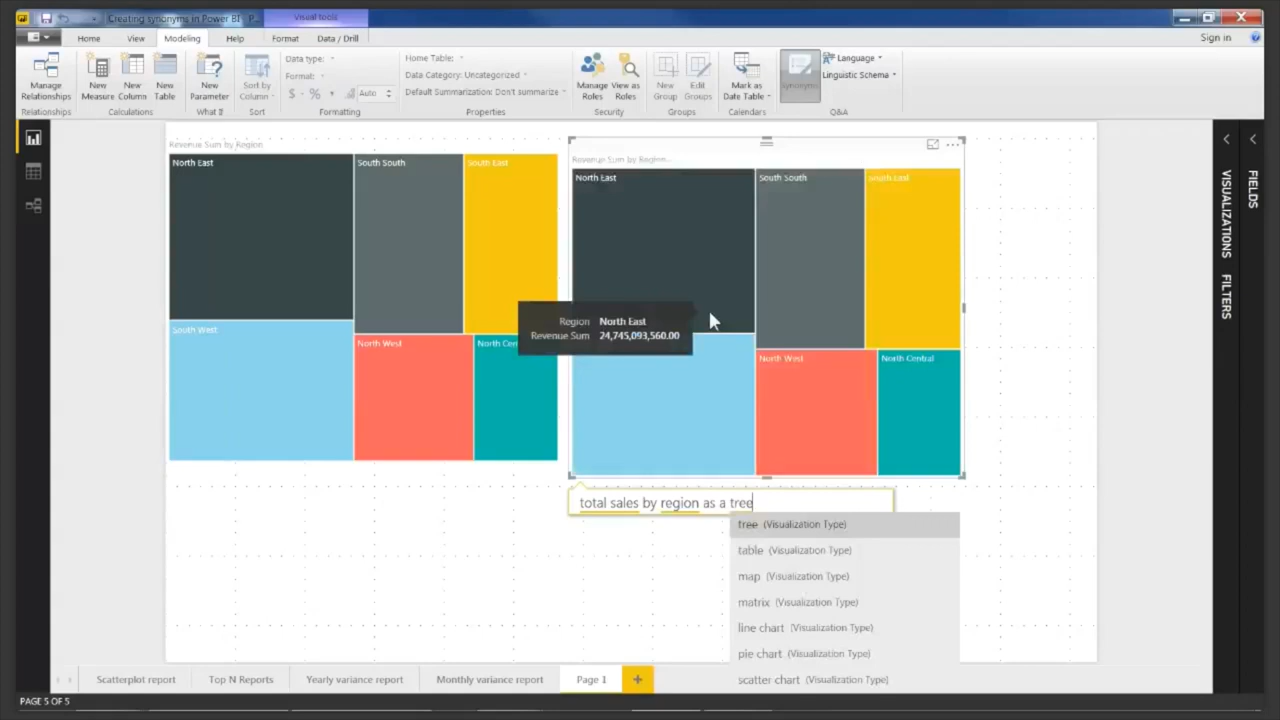 Creating synonyms in Power BI - P...
Visual tools
Home View Modeling Help Format Data / Drill
Sign in
Manage Relationships
New Measure
New Column
New Table
New Parameter
Sort by Column
Data type:
Format:
$ % , Auto
Home Table:
Data Category: Uncategorized
Default Summarization: Don't summarize
Manage Roles
View as Roles
New Group
Edit Groups
Mark as Date Table
Synonyms
Language
Linguistic Schema
Relationships Calculations What If Sort Formatting Properties Security Groups Calendars Q&A
Revenue Sum by Region
North East
South South
South East
South West
North West
North Cen
Revenue Sum by Region
North East
South South
South East
North West
North Central
Region North East
Revenue Sum 24,745,093,560.00
total sales by region as a tree
tree (Visualization Type)
table (Visualization Type)
map (Visualization Type)
matrix (Visualization Type)
line chart (Visualization Type)
pie chart (Visualization Type)
scatter chart (Visualization Type)
VISUALIZATIONS
FILTERS
FIELDS
Scatterplot report Top N Reports Yearly variance report Monthly variance report Page 1 +
PAGE 5 OF 5